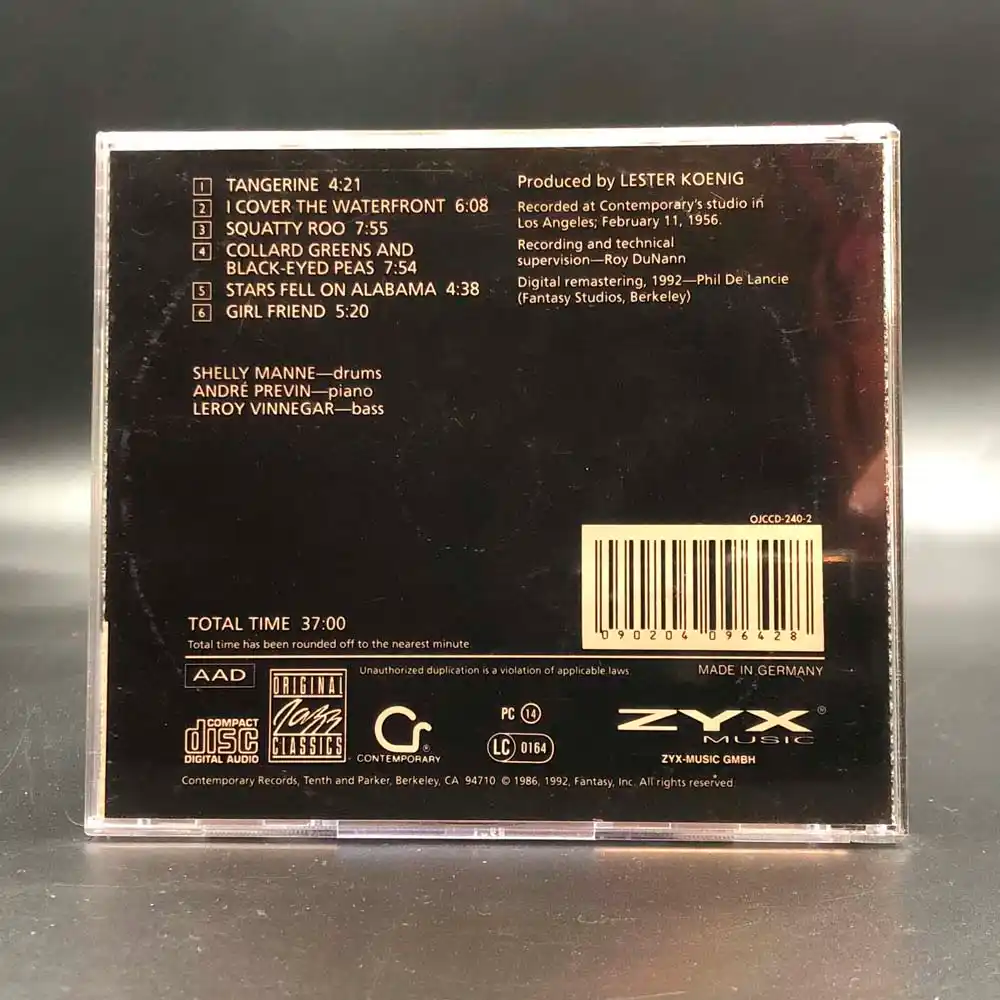 1 TANGERINE 4:21
2 I COVER THE WATERFRONT 6:08
3 SQUATTY ROO 7:55
4 COLLARD GREENS AND
BLACK-EYED PEAS 7:54
5 STARS FELL ON ALABAMA 4:38
6 GIRL FRIEND 5:20
SHELLY MANNE—drums
ANDRÉ PREVIN—piano
LEROY VINNEGAR—bass
Produced by LESTER KOENIG
Recorded at Contemporary's studio in
Los Angeles; February 11, 1956.
Recording and technical
supervision—Roy DuNann
Digital remastering, 1992—Phil De Lancie
(Fantasy Studios, Berkeley)
OJCCD-240-2
0 90204 09642 8
TOTAL TIME 37:00
Total time has been rounded off to the nearest minute
AAD
Unauthorized duplication is a violation of applicable laws
MADE IN GERMANY
COMPACT
disc
DIGITAL AUDIO
ORIGINAL
Jazz
CLASSICS
CONTEMPORARY
®
PC 14
LC 0164
ZYX
®
MUSIC
ZYX-MUSIC GMBH
Contemporary Records, Tenth and Parker, Berkeley, CA 94710 © 1986, 1992, Fantasy, Inc. All rights reserved.